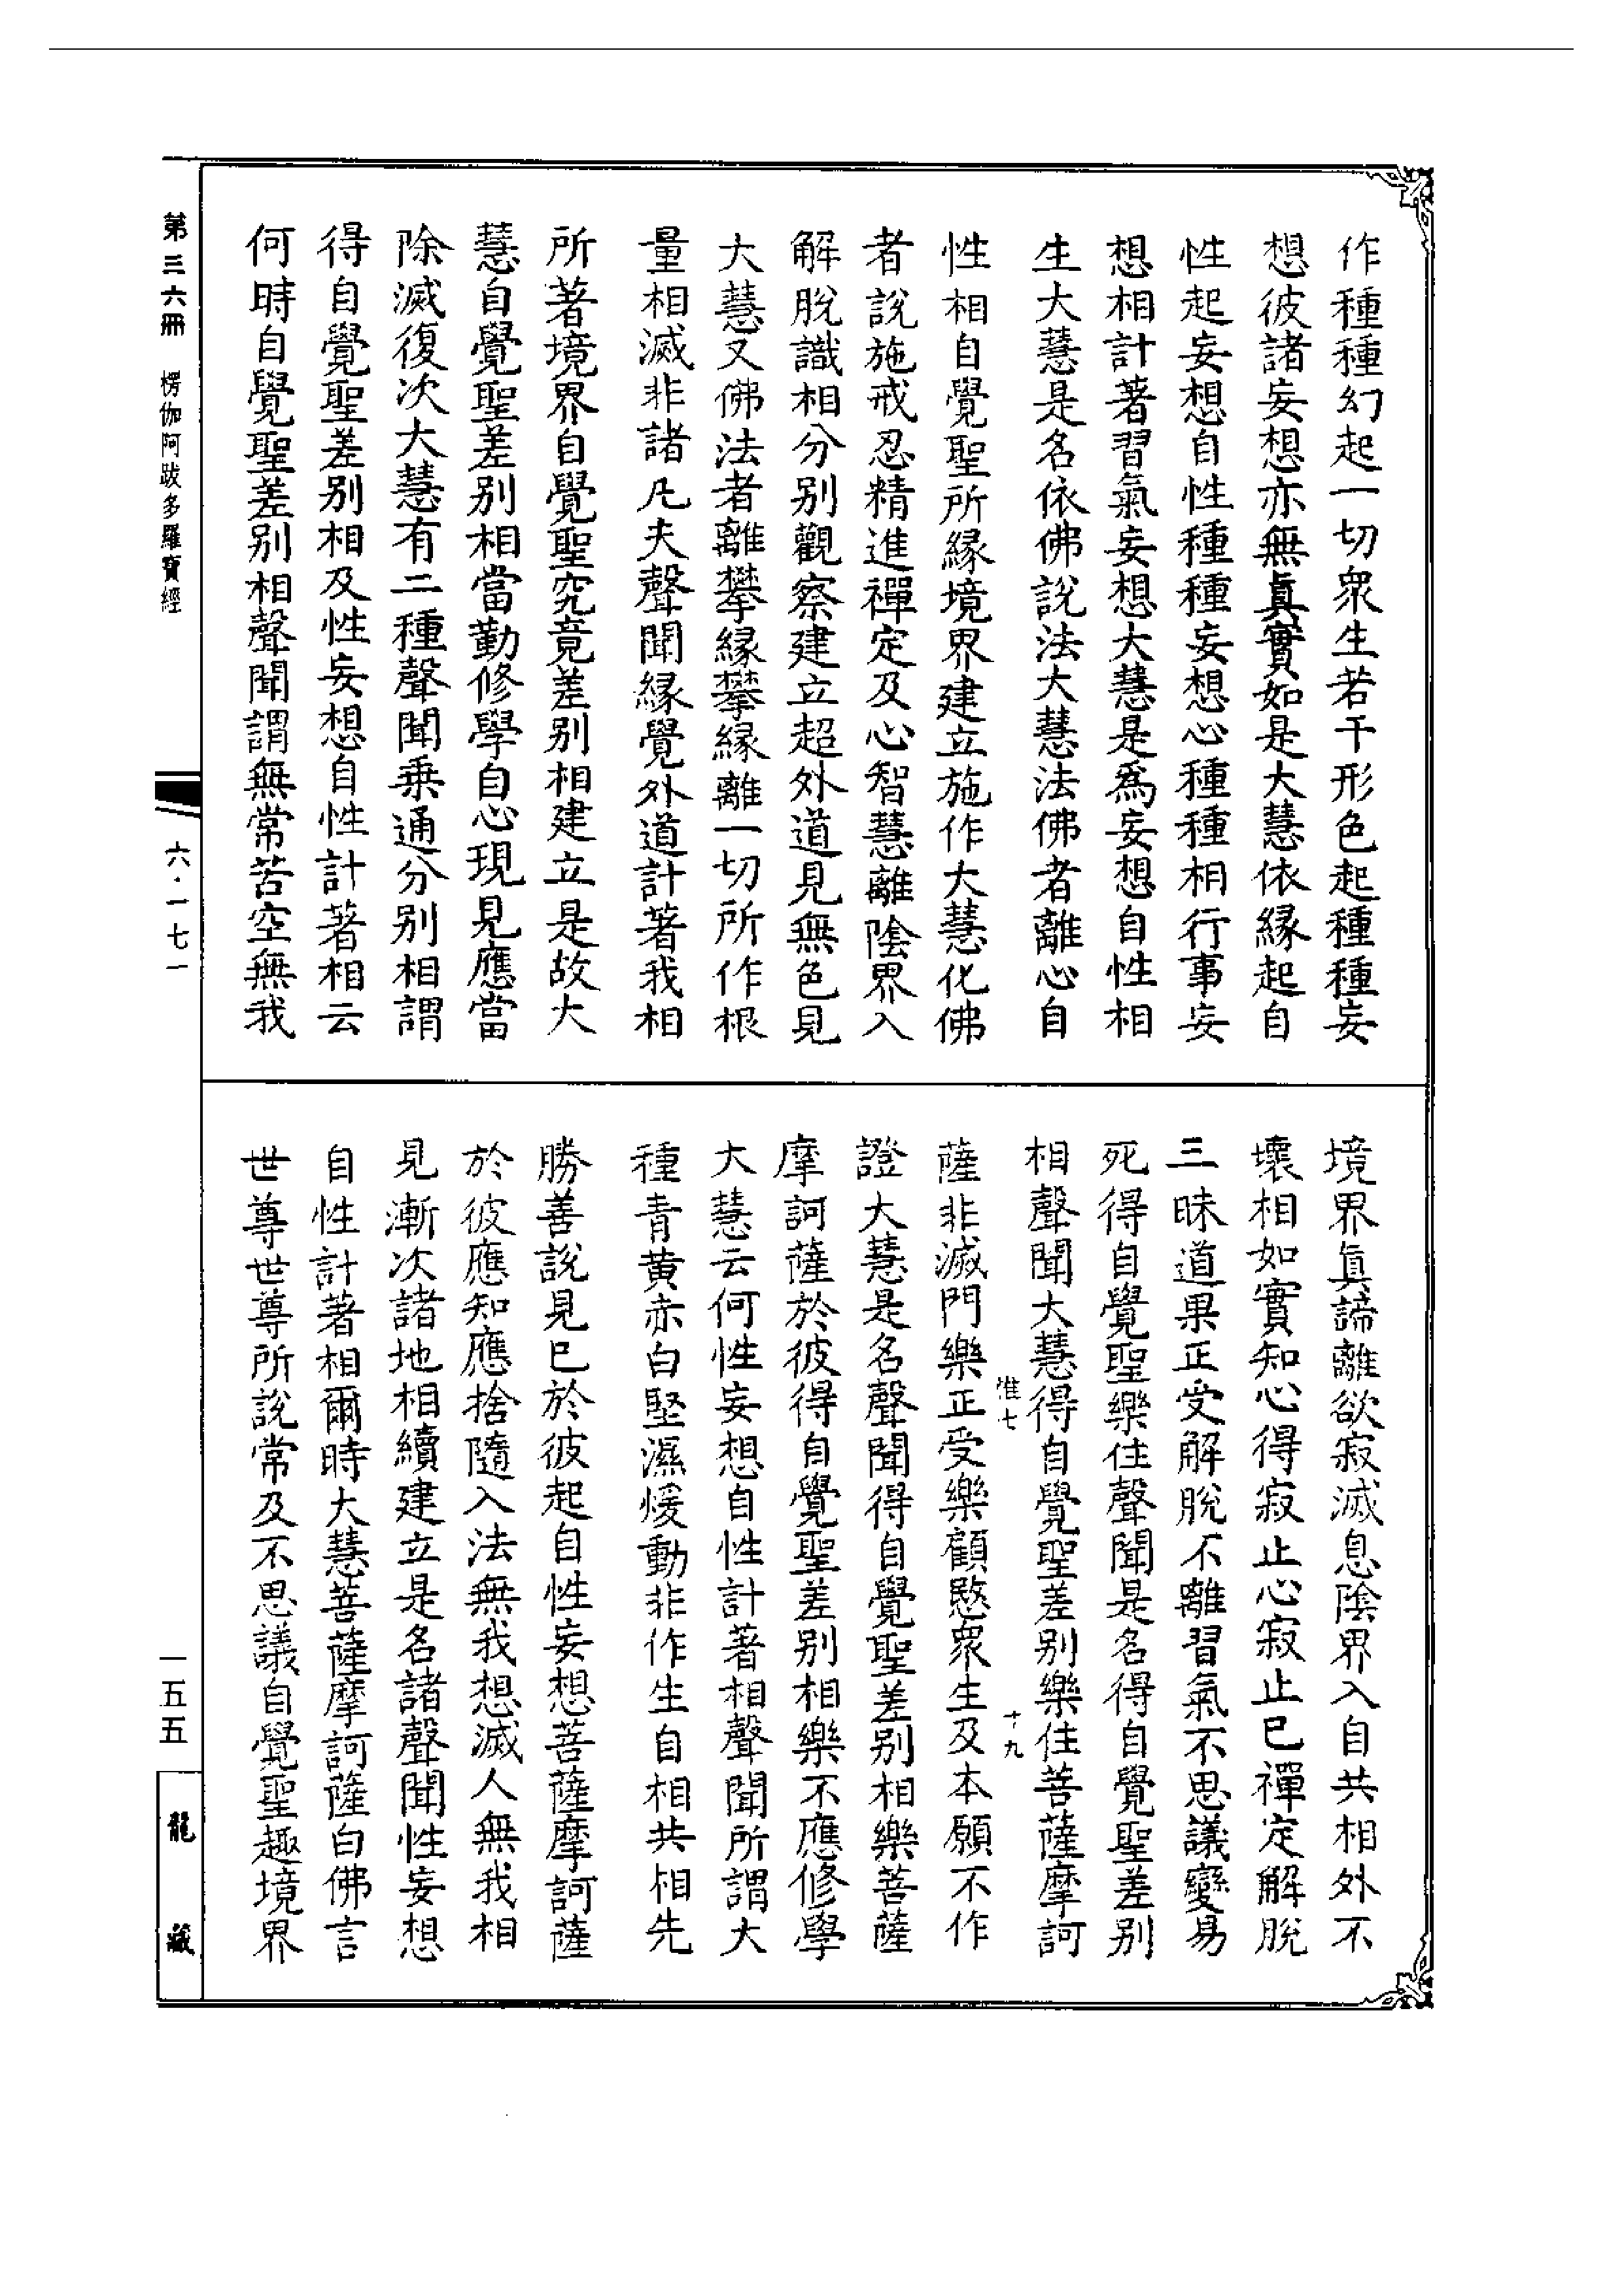 作種種幻起一切衆生若干形色起種種妄
想彼諸妄想亦無眞實如是大慧依縁起自
性起妄想自性種種妄想心種種相行事妄
想相計著習氣妄想大慧是爲妄想自性相
生大慧是名依佛說法大慧法佛者離心自
性相自覺聖所縁境界建立施作大慧化佛
者說施戒忍精進禪定及心智慧離陰界入
解脫識相分別觀察建立超外道見無色見
大慧又佛法者離攀縁攀縁離一切所作根
量相滅非諸凡夫聲聞縁覺外道計著我相
所著境界自覺聖究竟差別相建立是故大
慧自覺聖差別相當勤修學自心現見應當
除滅復次大慧有二種聲聞乗通分別相謂
得自覺聖差別相及性妄想自性計著相云
何時自覺聖差別相聲聞謂無常苦空無我
境界眞諦離欲寂滅息陰界入自共相外不
壞相如實知心得寂止心寂止已禪定解脫
三昧道果正受解脫不離習氣不思議變易
死得自覺聖樂住聲聞是名得自覺聖差別
相聲聞大慧得自覺聖差別樂住菩薩摩訶
惟七
十九
薩非滅門樂正受樂顧愍衆生及本願不作
證大慧是名聲聞得自覺聖差別相樂菩薩
摩訶薩於彼得自覺聖差別相樂不應修學
大慧云何性妄想自性計著相聲聞所謂大
種青黄赤白堅濕煖動非作生自相共相先
勝善說見已於彼起自性妄想菩薩摩訶薩
於彼應知應捨隨入法無我想滅人無我相
見漸次諸地相續建立是名諸聲聞性妄想
自性計著相爾時大慧菩薩摩訶薩白佛言
世尊世尊所說常及不思議自覺聖趣境界
第三六冊
楞伽阿跋多羅寶經
六·一七一
一五五
龍藏